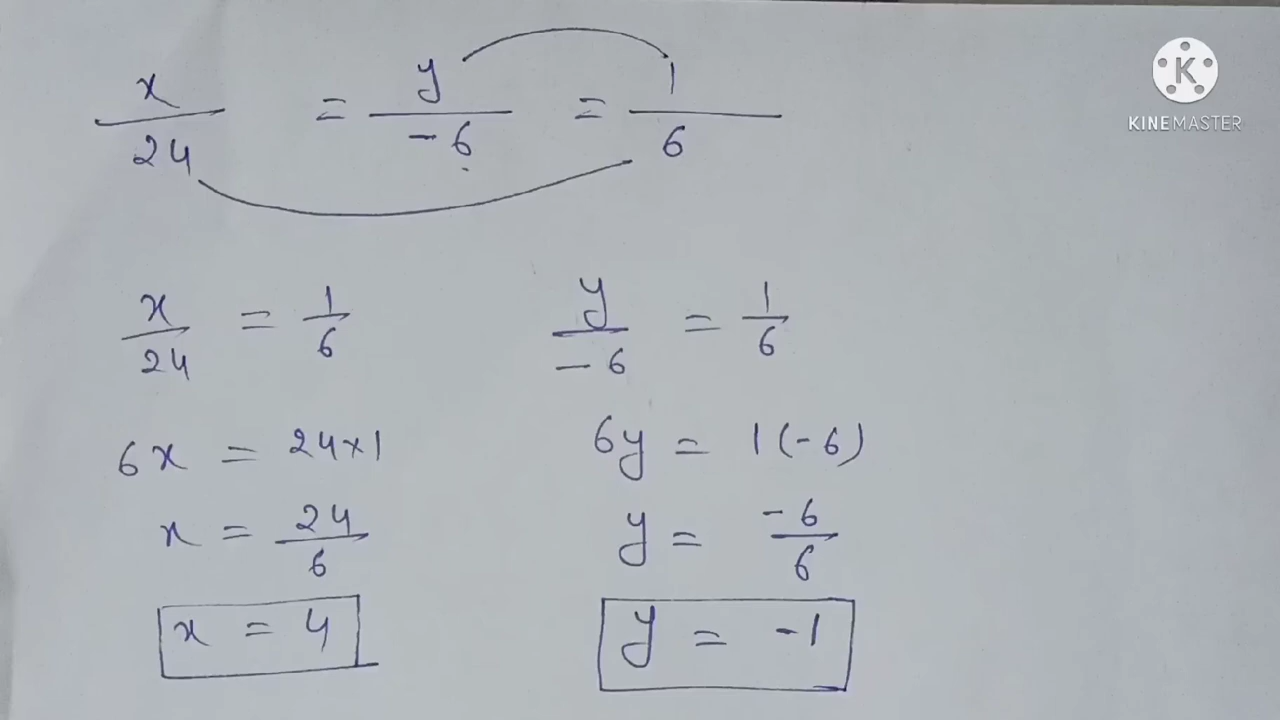 x/24 = y/-6 = 1/6
KINEMASTER
x/24 = 1/6
6x = 24×1
x = 24/6
x = 4
y/-6 = 1/6
6y = 1(-6)
y = -6/6
y = -1